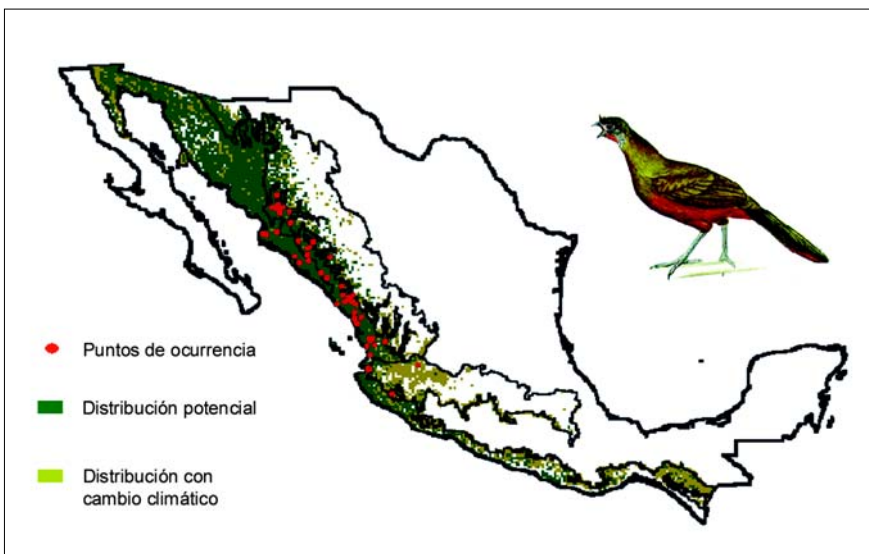 Puntos de ocurrencia
Distribución potencial
Distribución con
cambio climático